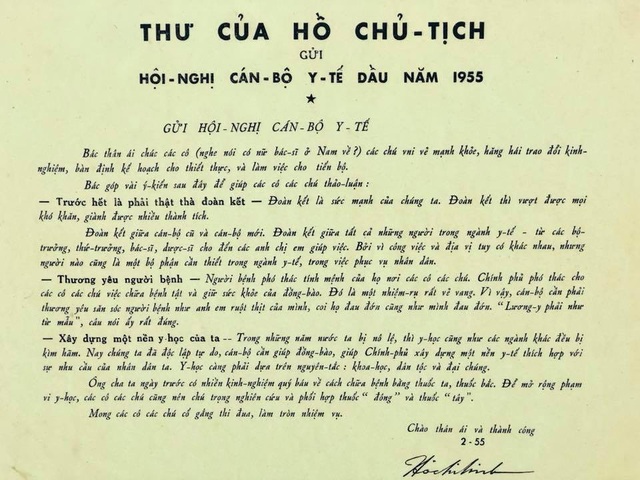 THƯ CỦA HỒ CHỦ-TỊCH
GỬI
HỘI-NGHỊ CÁN-BỘ Y-TẾ DẦU NĂM 1955
★
GỬI HỘI-NGHỊ CÁN-BỘ Y-TẾ
Bác thân ái chúc các cô (nghe nói có nữ bác-sĩ ở Nam về?) các chú vui vẻ mạnh khỏe, hăng hái trao đổi kinh-
nghiệm, bàn định kế hoạch cho thiết thực, và làm việc cho tiến bộ.
Bác góp vài ý-kiến sau đây để giúp các cô các chú thảo-luận :
— Trước hết là phải thật thà đoàn kết — Đoàn kết là sức mạnh của chúng ta. Đoàn kết thì vượt được mọi
khó khăn, giành được nhiều thành tích.
Đoàn kết giữa cán-bộ cũ và cán-bộ mới. Đoàn kết giữa tất cả những người trong ngành y-tế - từ các bộ-
trưởng, thứ-trưởng, bác-sĩ, dược-sĩ cho đến các anh chị em giúp việc. Bởi vì công việc và địa vị tuy có khác nhau, nhưng
người nào cũng là một bộ phận cần thiết trong ngành y-tế, trong việc phục vụ nhân dân.
— Thương yêu người bệnh — Người bệnh phó thác tính mệnh của họ nơi các cô các chú. Chính phủ phó thác cho
các cô các chú việc chữa bệnh tật và giữ sức khỏe của đồng-bào. Đó là một nhiệm-vụ rất vẻ vang. Vì vậy, cán-bộ cần phải
thương yêu săn sóc người bệnh như anh em ruột thịt của mình, coi họ đau đớn cũng như mình đau đớn. “Lương-y phải như
từ mẫu”, câu nói ấy rất đúng.
— Xây dựng một nền y-học của ta -- Trong những năm nước ta bị nô lệ, thì y-học cũng như các ngành khác đều bị
kìm hãm. Nay chúng ta đã độc lập tự do, cán-bộ cần giúp đồng-bào, giúp Chính-phủ xây dựng một nền y tế thích hợp với
sự nhu cầu của nhân dân ta. Y-học càng phải dựa trên nguyên-tắc : khoa-học, dân tộc và đại chúng.
Ông cha ta ngày trước có nhiều kinh-nghiệm quý báu về cách chữa bệnh bằng thuốc ta, thuốc bắc. Để mở rộng phạm
vi y-học, các cô các chú cũng nên chú trọng nghiên cứu và phối hợp thuốc “ đông” và thuốc “tây”.
Mong các cô các chú cố gắng thi đua, làm tròn nhiệm vụ.
Chào thân ái và thành công
2-55
Hồ Chí Minh